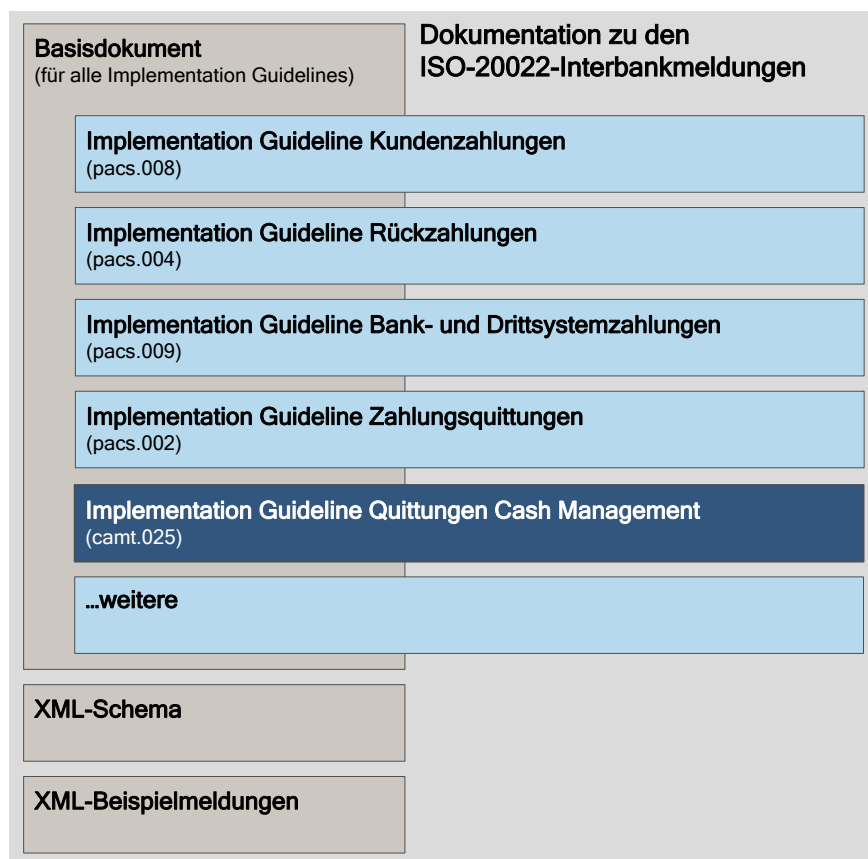 Basisdokument
(für alle Implementation Guidelines)
Dokumentation zu den
ISO-20022-Interbankmeldungen
Implementation Guideline Kundenzahlungen
(pacs.008)
Implementation Guideline Rückzahlungen
(pacs.004)
Implementation Guideline Bank- und Drittsystemzahlungen
(pacs.009)
Implementation Guideline Zahlungsquittungen
(pacs.002)
Implementation Guideline Quittungen Cash Management
(camt.025)
...weitere
XML-Schema
XML-Beispielmeldungen